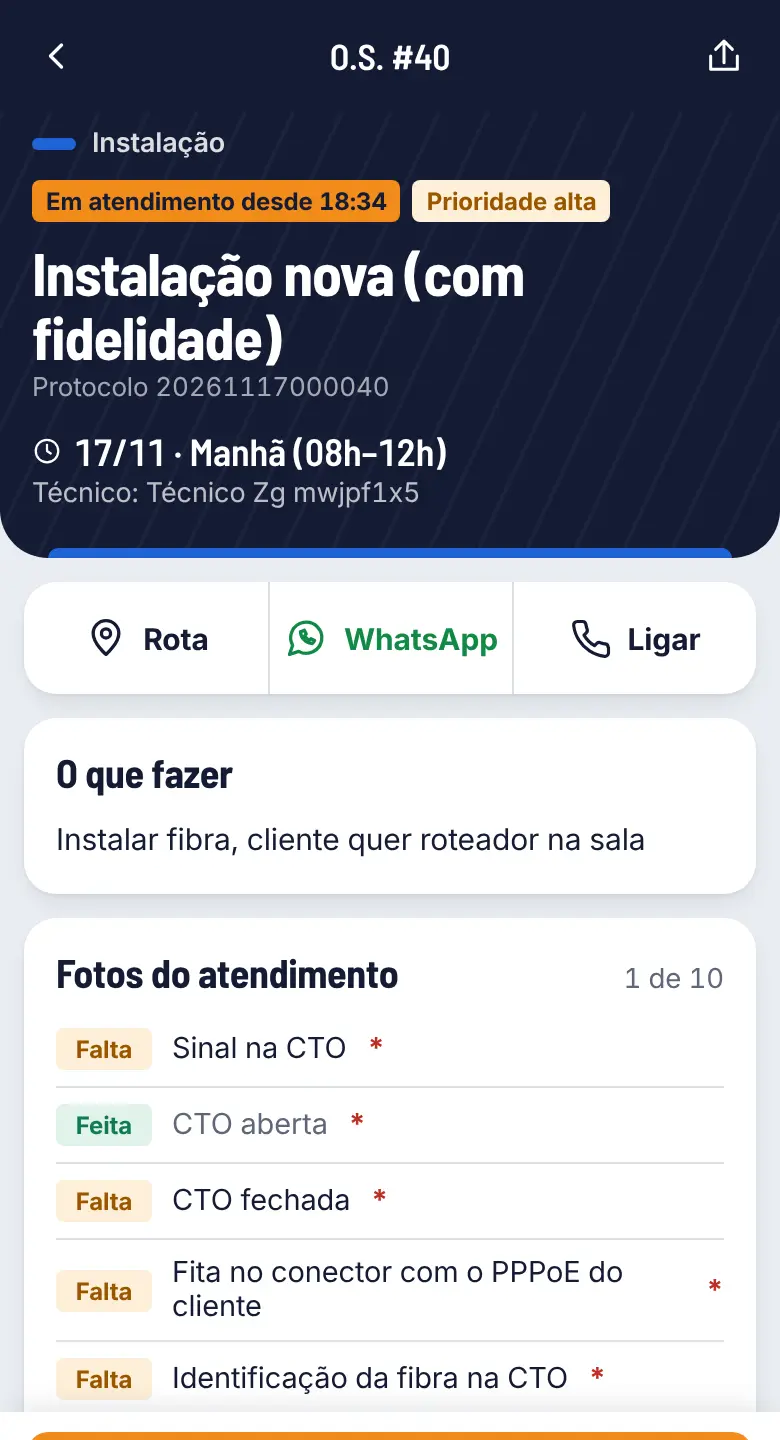 O.S. #40
Instalação
Em atendimento desde 18:34
Prioridade alta
Instalação nova (com
fidelidade)
Protocolo 20261117000040
17/11 · Manhã (08h–12h)
Técnico: Técnico Zg mwjpf1x5
Rota
WhatsApp
Ligar
O que fazer
Instalar fibra, cliente quer roteador na sala
Fotos do atendimento
1 de 10
Falta Sinal na CTO *
Feita CTO aberta *
Falta CTO fechada *
Falta Fita no conector com o PPPoE do
cliente *
Falta Identificação da fibra na CTO *